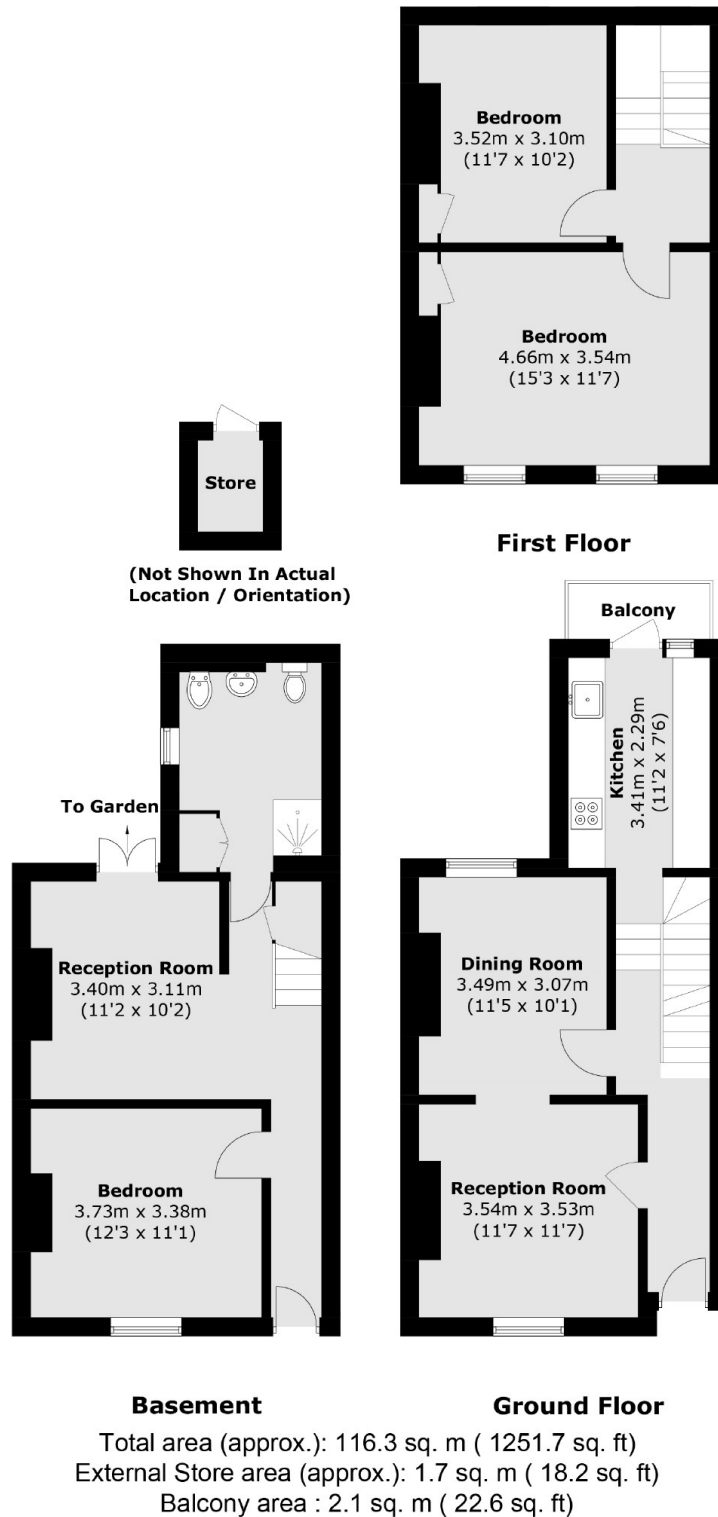 Bedroom
3.52m x 3.10m
(11'7 x 10'2)
Bedroom
4.66m x 3.54m
(15'3 x 11'7)
First Floor
Store
(Not Shown In Actual
Location / Orientation)
To Garden
Reception Room
3.40m x 3.11m
(11'2 x 10'2)
Bedroom
3.73m x 3.38m
(12'3 x 11'1)
Basement
Balcony
Kitchen
3.41m x 2.29m
(11'2 x 7'6)
Dining Room
3.49m x 3.07m
(11'5 x 10'1)
Reception Room
3.54m x 3.53m
(11'7 x 11'7)
Ground Floor
Total area (approx.): 116.3 sq. m ( 1251.7 sq. ft)
External Store area (approx.): 1.7 sq. m ( 18.2 sq. ft)
Balcony area : 2.1 sq. m ( 22.6 sq. ft)